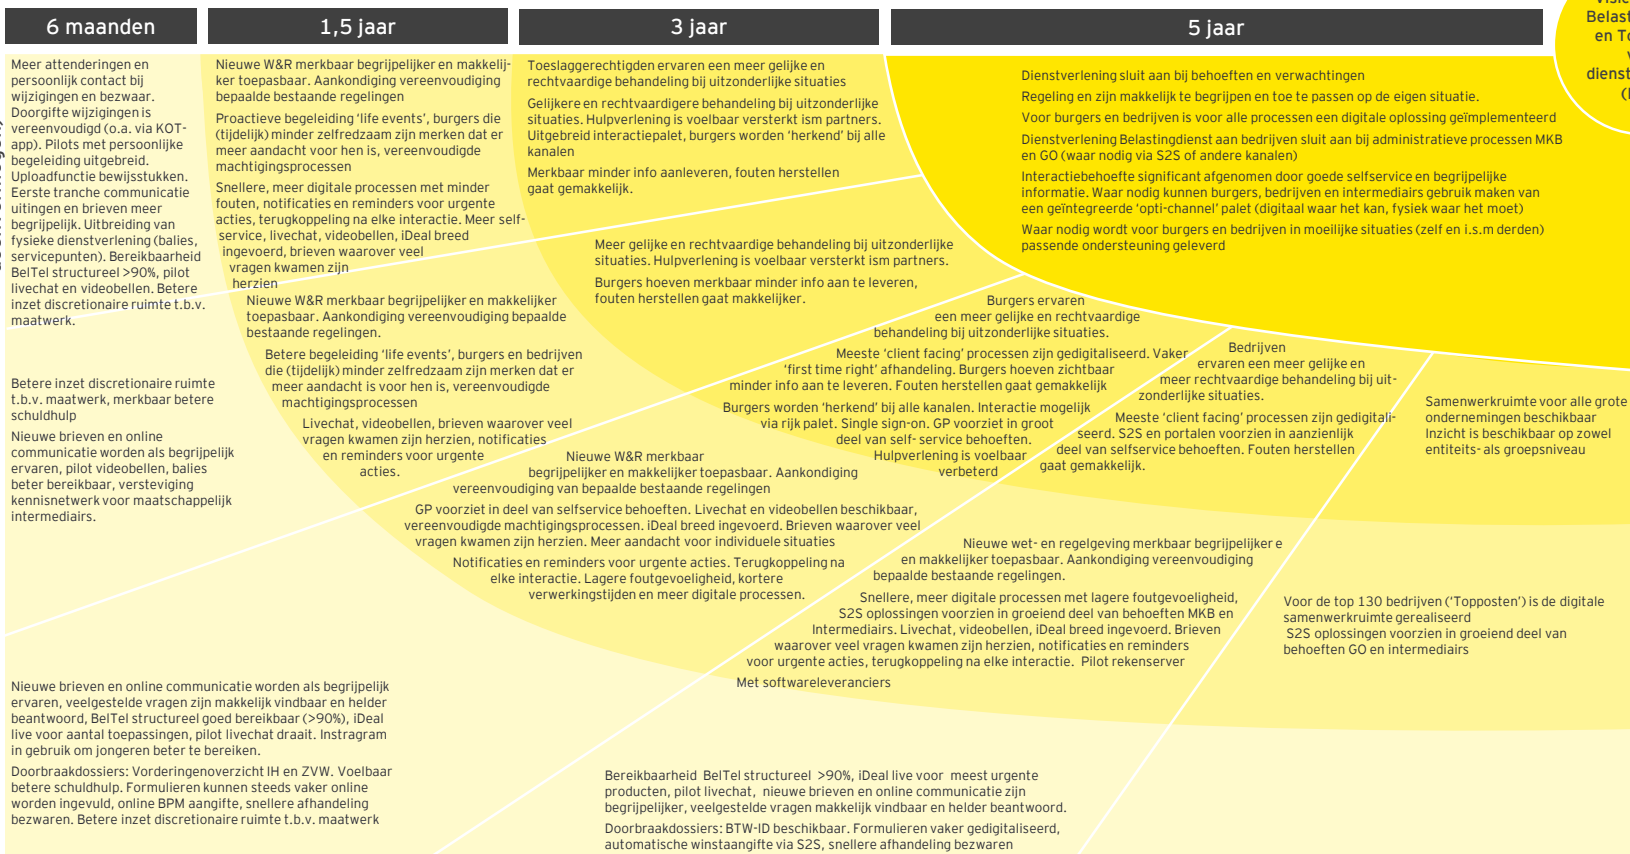 6 maanden
1,5 jaar
3 jaar
5 jaar
Belast
en To
v
dienst
Meer attenderingen en
persoonlijk contact bij
wijzigingen en bezwaar.
Doorgifte wijzigingen is
vereenvoudigd (o.a. via KOT-
app). Pilots met persoonlijke
begeleiding uitgebreid.
Uploadfunctie bewijsstukken.
Eerste tranche communicatie
uitingen en brieven meer
begrijpelijk. Uitbreiding van
fysieke dienstverlening (balies,
servicepunten). Bereikbaarheid
BelTel structureel >90%, pilot
livechat en videobellen. Betere
inzet discretionaire ruimte t.b.v.
maatwerk.
Nieuwe W&R merkbaar begrijpelijker en makkelij-
ker toepasbaar. Aankondiging vereenvoudiging
bepaalde bestaande regelingen
Proactieve begeleiding 'life events', burgers die
(tijdelijk) minder zelfredzaam zijn merken dat er
meer aandacht voor hen is, vereenvoudigde
machtigingsprocessen
Snellere, meer digitale processen met minder
fouten, notificaties en reminders voor urgente
acties, terugkoppeling na elke interactie. Meer self-
service, livechat, videobellen, iDeal breed
ingevoerd, brieven waarover veel
vragen kwamen zijn
herzien
Toeslaggerechtigden ervaren een meer gelijke en
rechtvaardige behandeling bij uitzonderlijke situaties
Gelijkere en rechtvaardigere behandeling bij uitzonderlijke
situaties. Hulpverlening is voelbaar versterkt ism partners.
Uitgebreid interactiepalet, burgers worden 'herkend' bij alle
kanalen
Merkbaar minder info aanleveren, fouten herstellen
gaat gemakkelijk.
Dienstverlening sluit aan bij behoeften en verwachtingen
Regeling en zijn makkelijk te begrijpen en toe te passen op de eigen situatie.
Voor burgers en bedrijven is voor alle processen een digitale oplossing geïmplementeerd
Dienstverlening Belastingdienst aan bedrijven sluit aan bij administratieve processen MKB
en GO (waar nodig via S2S of andere kanalen)
Interactiebehoefte significant afgenomen door goede selfservice en begrijpelijke
informatie. Waar nodig kunnen burgers, bedrijven en intermediairs gebruik maken van
een geïntegreerde 'opti-channel' palet (digitaal waar het kan, fysiek waar het moet)
Waar nodig wordt voor burgers en bedrijven in moeilijke situaties (zelf en i.s.m derden)
passende ondersteuning geleverd
Betere inzet discretionaire ruimte
t.b.v. maatwerk, merkbaar betere
schuldhulp
Nieuwe brieven en online
communicatie worden als begrijpelijk
ervaren, pilot videobellen, balies
beter bereikbaar, versteviging
kennisnetwerk voor maatschappelijk
intermediairs.
Nieuwe W&R merkbaar begrijpelijker en makkelijker
toepasbaar. Aankondiging vereenvoudiging bepaalde
bestaande regelingen.
Betere begeleiding 'life events', burgers en bedrijven
die (tijdelijk) minder zelfredzaam zijn merken dat er
meer aandacht is voor hen is, vereenvoudigde
machtigingsprocessen
Livechat, videobellen, brieven waarover veel
vragen kwamen zijn herzien, notificaties
en reminders voor urgente
acties.
Meer gelijke en rechtvaardige behandeling bij uitzonderlijke
situaties. Hulpverlening is voelbaar versterkt ism partners.
Burgers hoeven merkbaar minder info aan te leveren,
fouten herstellen gaat makkelijker.
Burgers ervaren
een meer gelijke en rechtvaardige
behandeling bij uitzonderlijke situaties.
Meeste 'client facing' processen zijn gedigitaliseerd. Vaker
'first time right' afhandeling. Burgers hoeven zichtbaar
minder info aan te leveren. Fouten herstellen gaat gemakkelijk
Burgers worden 'herkend' bij alle kanalen. Interactie mogelijk
via rijk palet. Single sign-on. GP voorziet in groot
deel van self- service behoeften.
Hulpverlening is voelbaar
verbeterd
Bedrijven
ervaren een meer gelijke en
meer rechtvaardige behandeling bij uit-
zonderlijke situaties.
Meeste 'client facing' processen zijn gedigitali-
seerd. S2S en portalen voorzien in aanzienlijk
deel van selfservice behoeften. Fouten herstellen
gaat gemakkelijk.
Samenwerkruimte voor alle grote
ondernemingen beschikbaar
Inzicht is beschikbaar op zowel
entiteits- als groepsniveau
Nieuwe W&R merkbaar
begrijpelijker en makkelijker toepasbaar. Aankondiging
vereenvoudiging van bepaalde bestaande regelingen
GP voorziet in deel van selfservice behoeften. Livechat en videobellen beschikbaar,
vereenvoudigde machtigingsprocessen. iDeal breed ingevoerd. Brieven waarover veel
vragen kwamen zijn herzien. Meer aandacht voor individuele situaties
Notificaties en reminders voor urgente acties. Terugkoppeling na
elke interactie. Lagere foutgevoeligheid, kortere
verwerkingstijden en meer digitale processen.
Nieuwe wet- en regelgeving merkbaar begrijpelijker e
en makkelijker toepasbaar. Aankondiging vereenvoudiging
bepaalde bestaande regelingen.
Snellere, meer digitale processen met lagere foutgevoeligheid,
S2S oplossingen voorzien in groeiend deel van behoeften MKB en
Intermediairs. Livechat, videobellen, iDeal breed ingevoerd. Brieven
waarover veel vragen kwamen zijn herzien, notificaties en reminders
voor urgente acties, terugkoppeling na elke interactie. Pilot rekenserver
Met softwareleveranciers
Voor de top 130 bedrijven ('Topposten') is de digitale
samenwerkruimte gerealiseerd
S2S oplossingen voorzien in groeiend deel van
behoeften GO en intermediairs
Nieuwe brieven en online communicatie worden als begrijpelijk
ervaren, veelgestelde vragen zijn makkelijk vindbaar en helder
beantwoord, BelTel structureel goed bereikbaar (>90%), iDeal
live voor aantal toepassingen, pilot livechat draait. Instragram
in gebruik om jongeren beter te bereiken.
Doorbraakdossiers: Vorderingenoverzicht IH en ZVW. Voelbaar
betere schuldhulp. Formulieren kunnen steeds vaker online
worden ingevuld, online BPM aangifte, snellere afhandeling
bezwaren. Betere inzet discretionaire ruimte t.b.v. maatwerk
Bereikbaarheid BelTel structureel >90%, iDeal live voor meest urgente
producten, pilot livechat, nieuwe brieven en online communicatie zijn
begrijpelijker, veelgestelde vragen makkelijk vindbaar en helder beantwoord.
Doorbraakdossiers: BTW-ID beschikbaar. Formulieren vaker gedigitaliseerd,
automatische winstaangifte via S2S, snellere afhandeling bezwaren